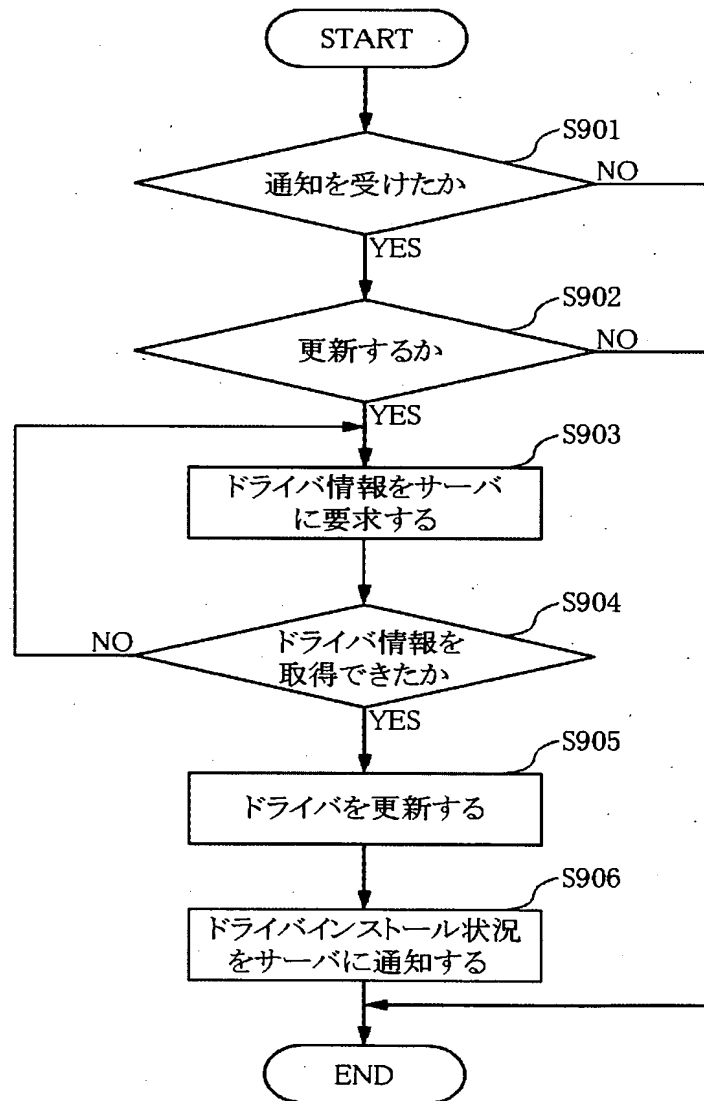 START
S901
通知を受けたか
NO
YES
S902
更新するか
NO
YES
S903
ドライバ情報をサーバ
に要求する
S904
ドライバ情報を
取得できたか
NO
YES
S905
ドライバを更新する
S906
ドライバインストール状況
をサーバに通知する
END